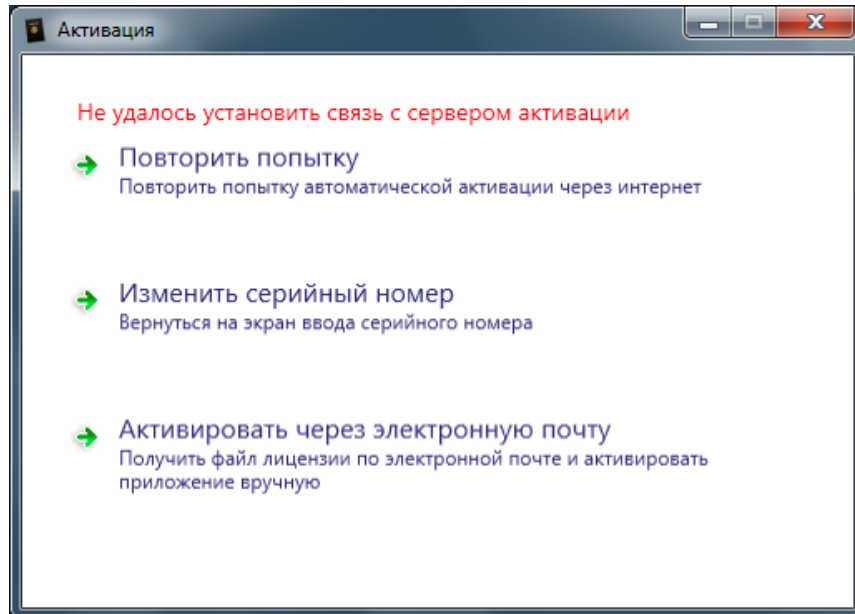 Активация
Не удалось установить связь с сервером активации
Повторить попытку
Повторить попытку автоматической активации через интернет
Изменить серийный номер
Вернуться на экран ввода серийного номера
Активировать через электронную почту
Получить файл лицензии по электронной почте и активировать
приложение вручную